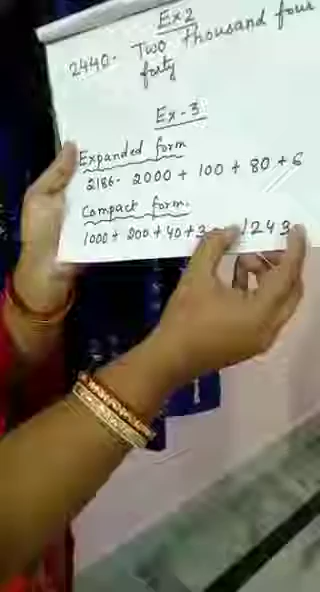 Ex 2
2440- Two thousand four
forty
Ex-3
Expanded form
2186- 2000 + 100 + 80 + 6
Compact form.
1000 + 200 + 40 + 3 1243